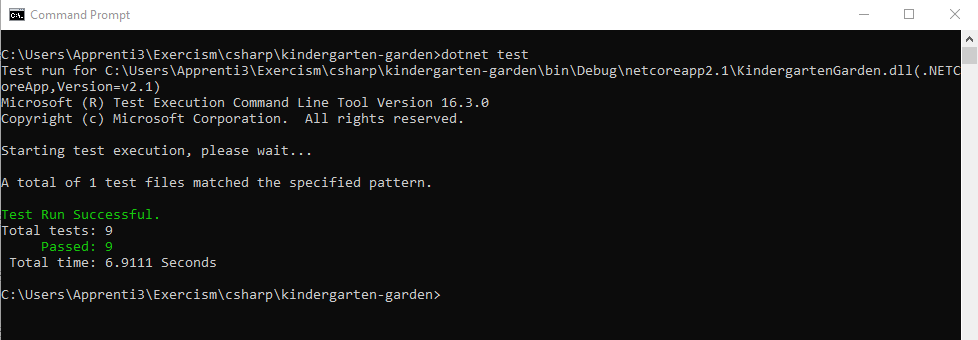 Command Prompt
C:\Users\Apprenti3\Exercism\csharp\kindergarten-garden>dotnet test
Test run for C:\Users\Apprenti3\Exercism\csharp\kindergarten-garden\bin\Debug\netcoreapp2.1\KindergartenGarden.dll(.NETC
oreApp,Version=v2.1)
Microsoft (R) Test Execution Command Line Tool Version 16.3.0
Copyright (c) Microsoft Corporation.  All rights reserved.
Starting test execution, please wait...
A total of 1 test files matched the specified pattern.
Test Run Successful.
Total tests: 9
     Passed: 9
 Total time: 6.9111 Seconds
C:\Users\Apprenti3\Exercism\csharp\kindergarten-garden>